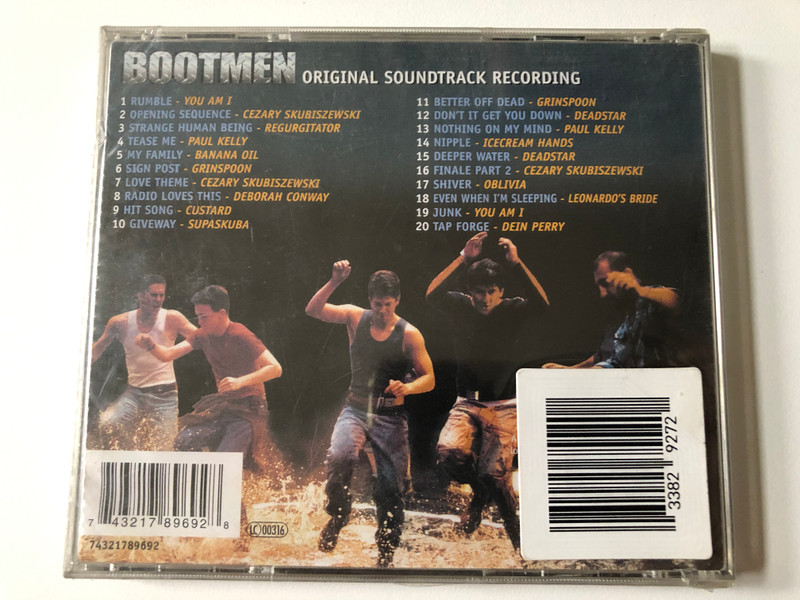 BOOTMEN ORIGINAL SOUNDTRACK RECORDING
1 RUMBLE - YOU AM I
2 OPENING SEQUENCE - CEZARY SKUBISZEWSKI
3 STRANGE HUMAN BEING - REGURGITATOR
4 TEASE ME - PAUL KELLY
5 MY FAMILY - BANANA OIL
6 SIGN POST - GRINSPOON
7 LOVE THEME - CEZARY SKUBISZEWSKI
8 RADIO LOVES THIS - DEBORAH CONWAY
9 HIT SONG - CUSTARD
10 GIVEWAY - SUPASKUBA
11 BETTER OFF DEAD - GRINSPOON
12 DON'T IT GET YOU DOWN - DEADSTAR
13 NOTHING ON MY MIND - PAUL KELLY
14 NIPPLE - ICECREAM HANDS
15 DEEPER WATER - DEADSTAR
16 FINALE PART 2 - CEZARY SKUBISZEWSKI
17 SHIVER - OBLIVIA
18 EVEN WHEN I'M SLEEPING - LEONARDO'S BRIDE
19 JUNK - YOU AM I
20 TAP FORGE - DEIN PERRY
7 43217 89692 8
LC 00316
74321789692
3382 9272